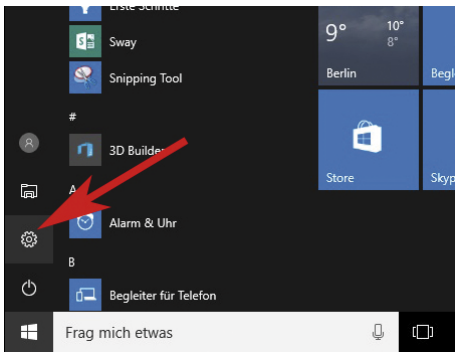 Erste Schritte
Sway
Snipping Tool
#
3D Builder
A
Alarm & Uhr
B
Begleiter für Telefon
Frag mich etwas
9° 10°
8°
Berlin
Store